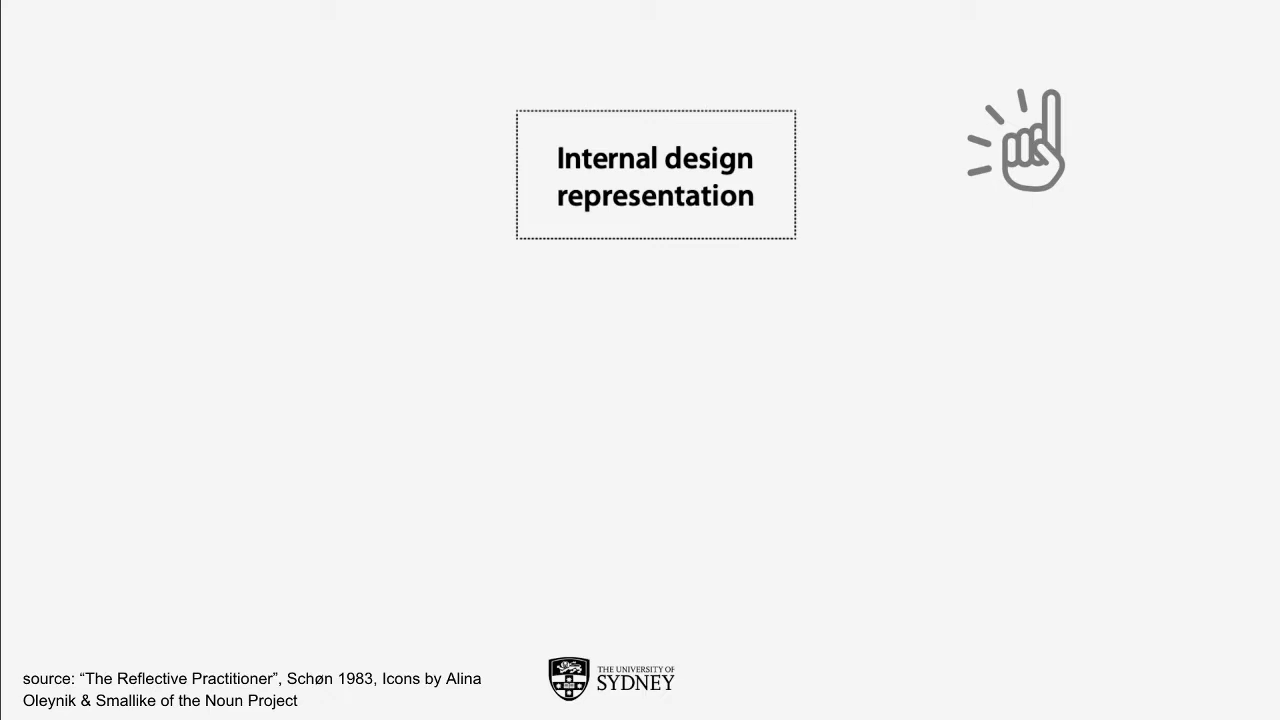 Internal design
representation
source: “The Reflective Practitioner”, Schøn 1983, Icons by Alina
Oleynik & Smallike of the Noun Project
THE UNIVERSITY OF
SYDNEY